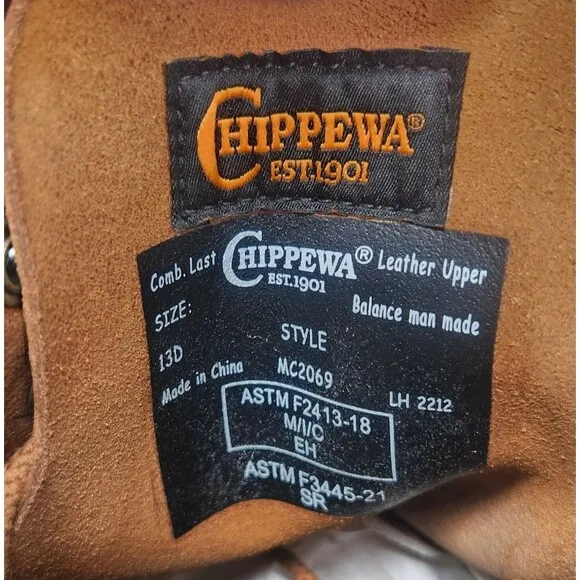 CHIPPEWA®
EST.1901
Comb. Last CHIPPEWA® Leather Upper
EST.1901
SIZE: Balance man made
STYLE
13D
Made in China MC2069 LH 2212
ASTM F2413-18
M/I/C
EH
ASTM F3445-21
SR